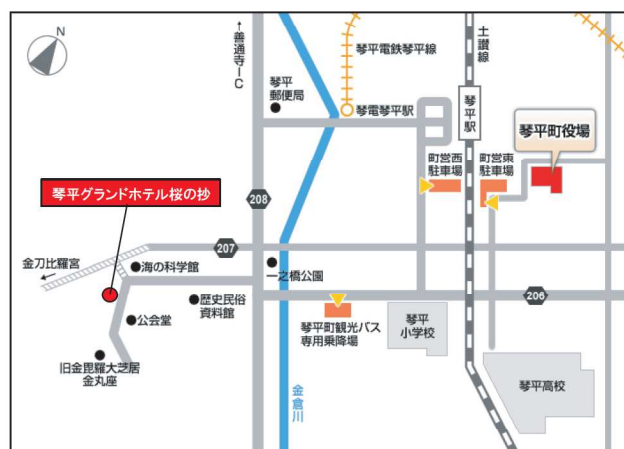 N
←善通寺IC
琴平
郵便局
琴平電鉄琴平線
琴電琴平駅
土讃線
琴平駅
琴平町役場
町営西
駐車場
町営東
駐車場
琴平グランドホテル桜の抄
208
207
金刀比羅宮
海の科学館
一之橋公園
206
歴史民俗
資料館
公会堂
琴平町観光バス
専用乗降場
琴平
小学校
旧金毘羅大芝居
金丸座
金倉川
琴平高校